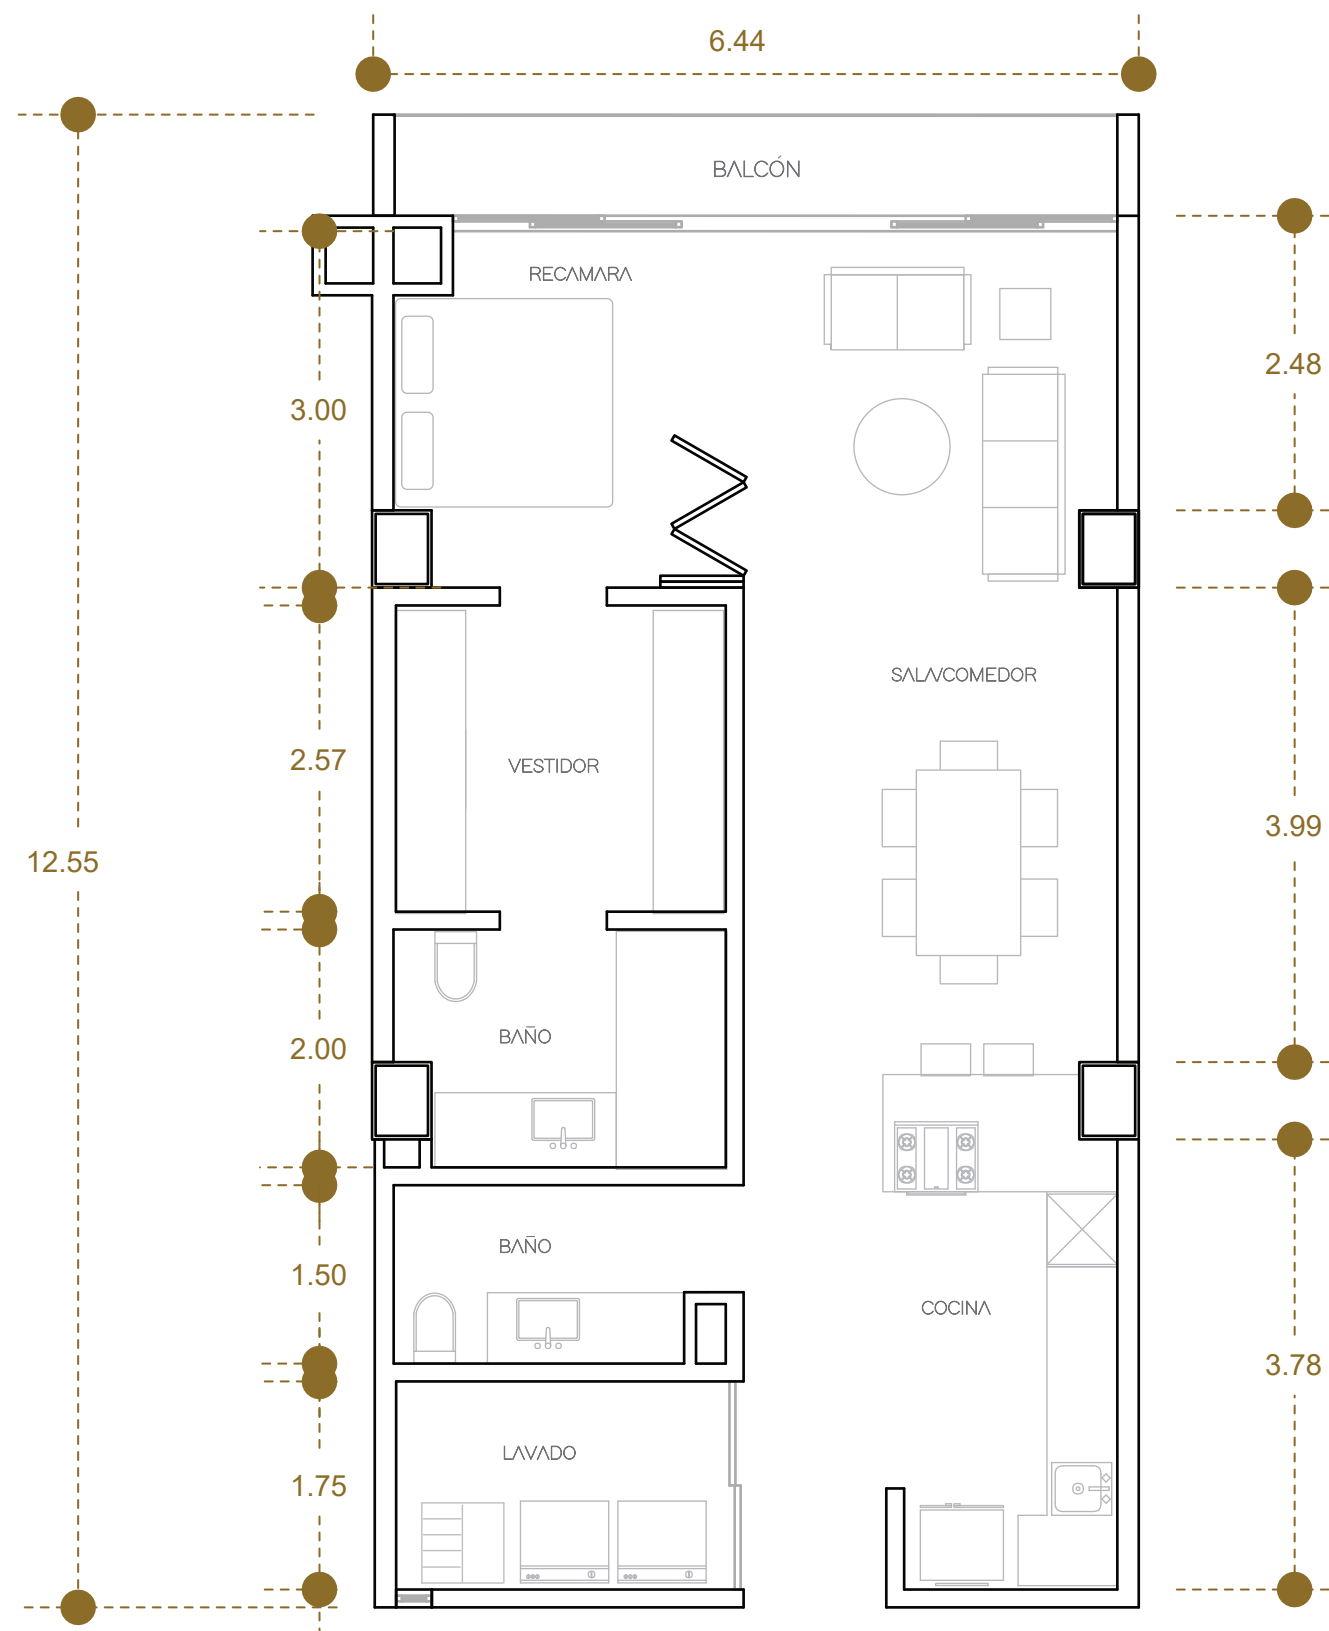 6.44
BALCÓN
RECAMARA
2.48
3.00
SALA/COMEDOR
VESTIDOR
2.57
3.99
12.55
BAÑO
2.00
BAÑO
1.50
COCINA
3.78
LAVADO
1.75